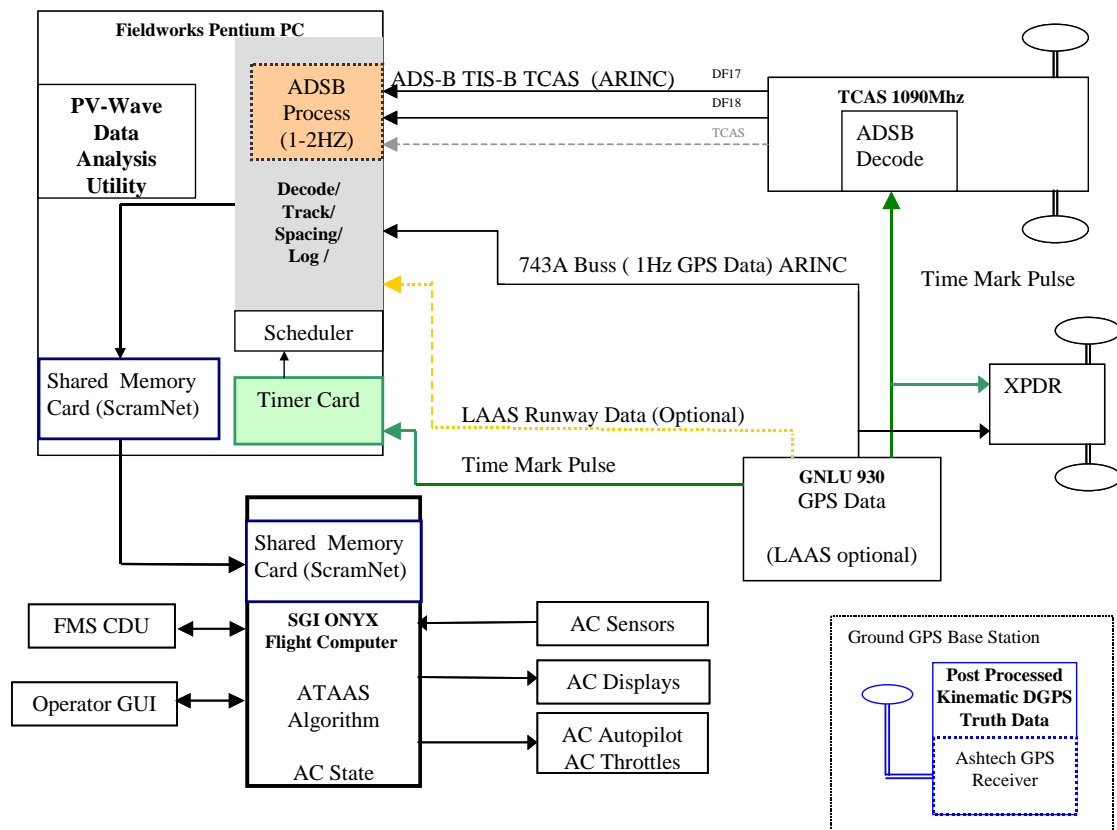 Fieldworks Pentium PC
PV-Wave
Data
Analysis
Utility
ADSB
Process
(1-2HZ)
Decode/
Track/
Spacing/
Log /
Scheduler
Timer Card
Shared Memory
Card (ScramNet)
ADS-B TIS-B TCAS (ARINC)
DF17
DF18
TCAS
TCAS 1090Mhz
ADSB
Decode
743A Buss ( 1Hz GPS Data) ARINC
Time Mark Pulse
XPDR
LAAS Runway Data (Optional)
Time Mark Pulse
GNLU 930
GPS Data
(LAAS optional)
Shared Memory
Card (ScramNet)
SGI ONYX
Flight Computer
ATAAS
Algorithm
AC State
FMS CDU
Operator GUI
AC Sensors
AC Displays
AC Autopilot
AC Throttles
Ground GPS Base Station
Post Processed
Kinematic DGPS
Truth Data
Ashtech GPS
Receiver